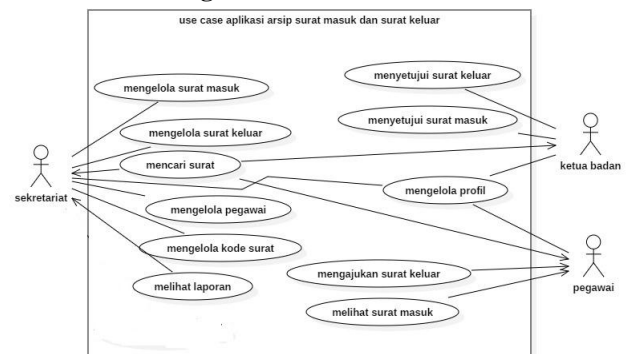 use case aplikasi arsip surat masuk dan surat keluar
mengelola surat masuk
menyetujui surat keluar
mengelola surat keluar
menyetujui surat masuk
mencari surat
ketua badan
sekretariat
mengelola profil
mengelola pegawai
mengelola kode surat
melihat laporan
mengajukan surat keluar
pegawai
melihat surat masuk